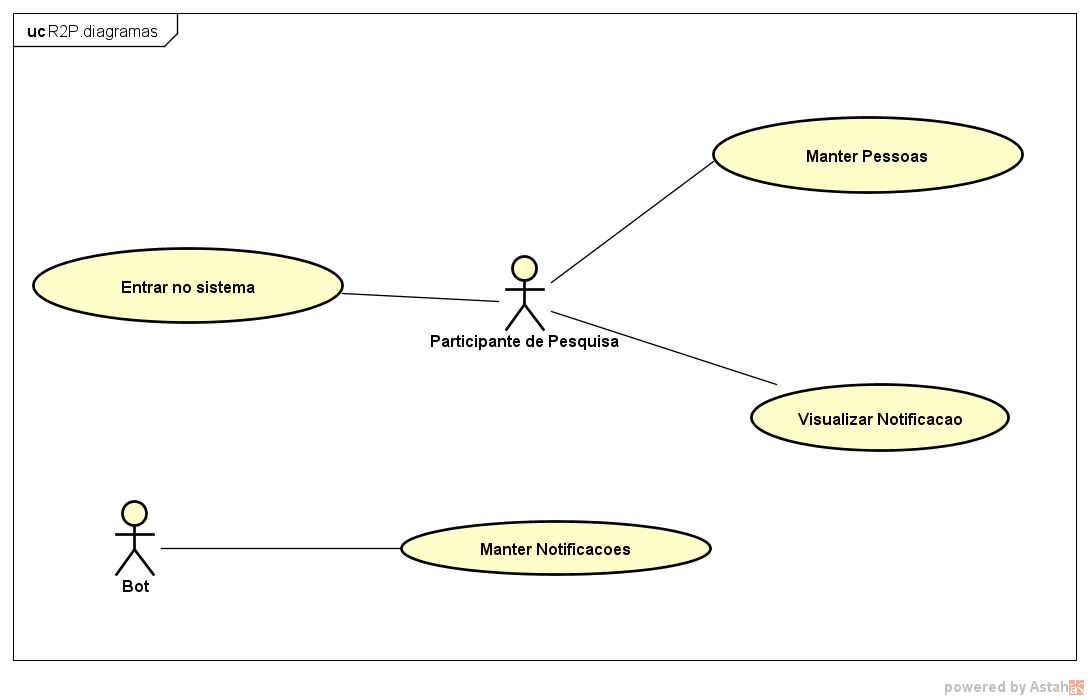 uc R2P.diagramas
Manter Pessoas
Entrar no sistema
Participante de Pesquisa
Visualizar Notificacao
Manter Notificacoes
Bot
powered by Astah